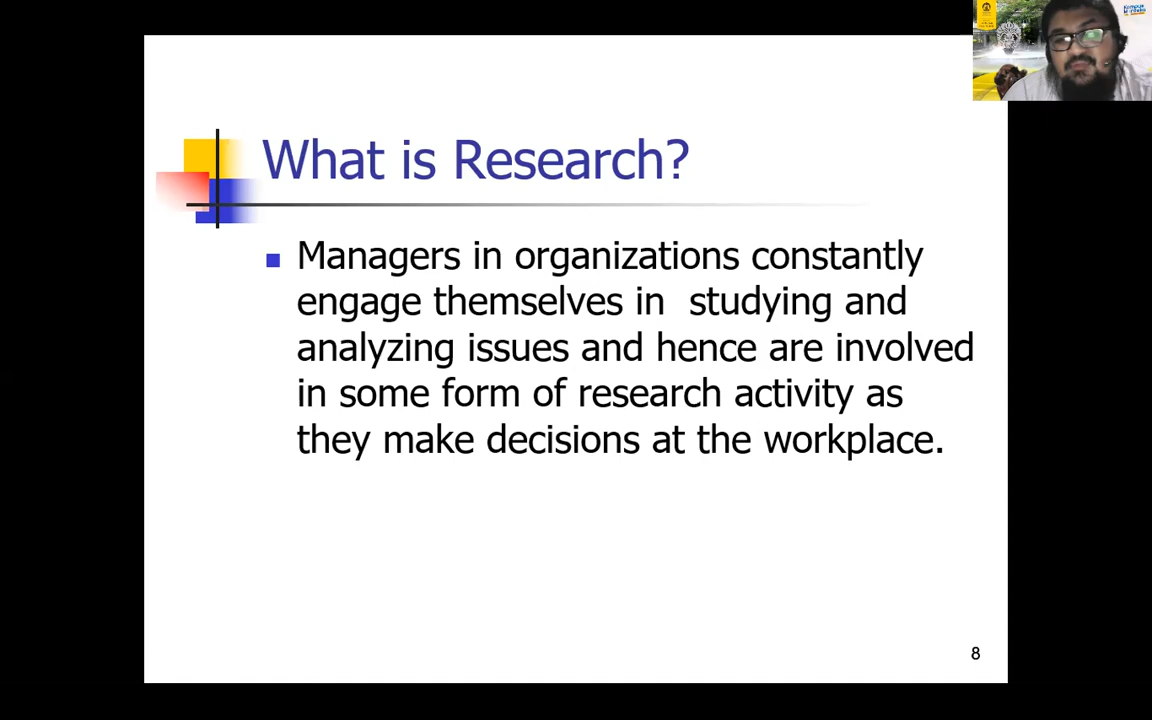 What is Research?
Managers in organizations constantly
engage themselves in  studying and
analyzing issues and hence are involved
in some form of research activity as
they make decisions at the workplace.
8